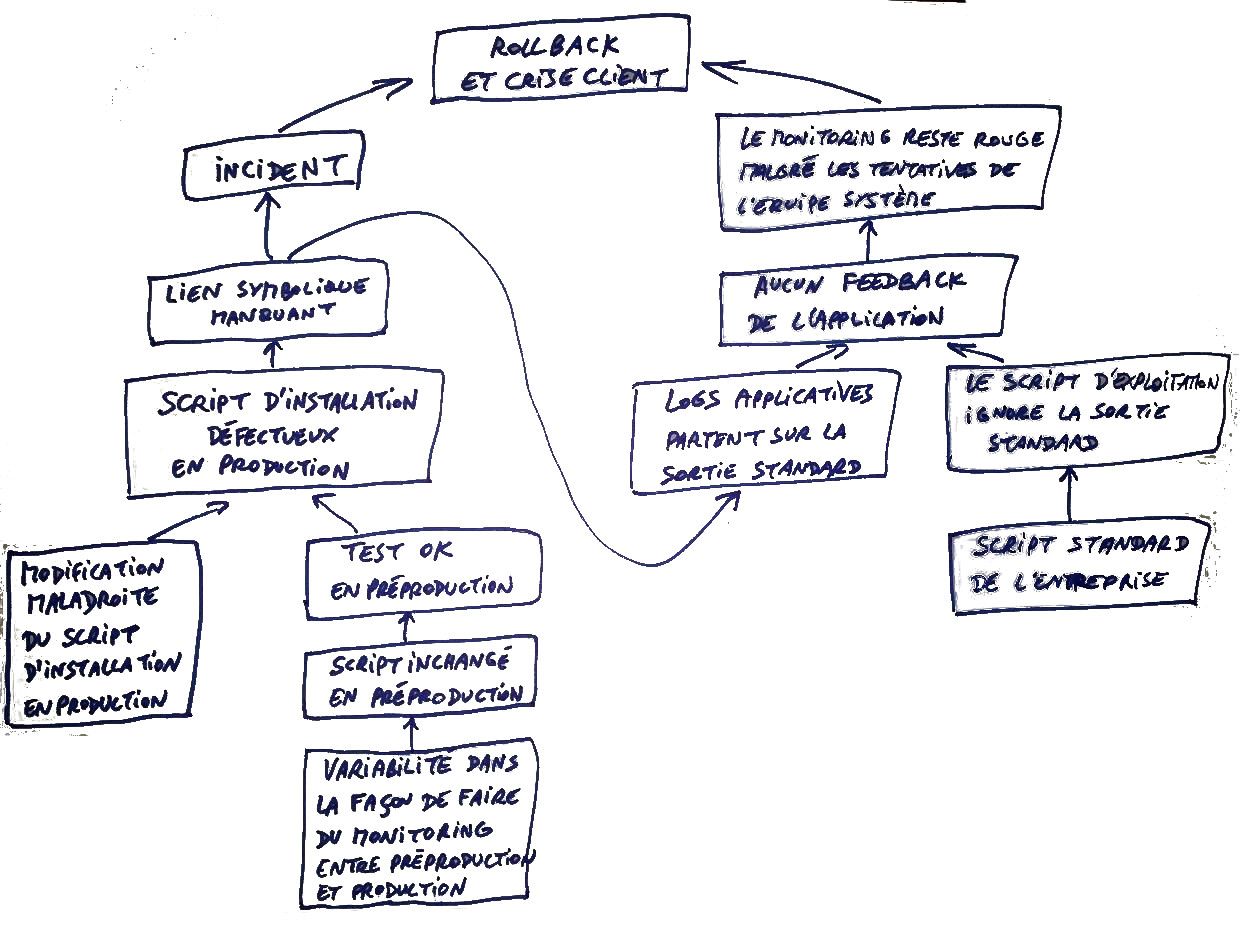 ROLLBACK
ET CRISE CLIENT
INCIDENT
LE MONITORING RESTE ROUGE
MALGRÉ LES TENTATIVES DE
L'EQUIPE SYSTÈME
LIEN SYMBOLIQUE
MANQUANT
AUCUN FEEDBACK
DE L'APPLICATION
SCRIPT D'INSTALLATION
DÉFECTUEUX
EN PRODUCTION
LOGS APPLICATIVES
PARTENT SUR LA
SORTIE STANDARD
LE SCRIPT D'EXPLOITATION
IGNORE LA SORTIE
STANDARD
MODIFICATION
MALADROITE
DU SCRIPT
D'INSTALLATION
EN PRODUCTION
TEST OK
EN PRÉPRODUCTION
SCRIPT STANDARD
DE L'ENTREPRISE
SCRIPT INCHANGÉ
EN PRÉPRODUCTION
VARIABILITÉ DANS
LA FAÇON DE FAIRE
DU MONITORING
ENTRE PRÉPRODUCTION
ET PRODUCTION